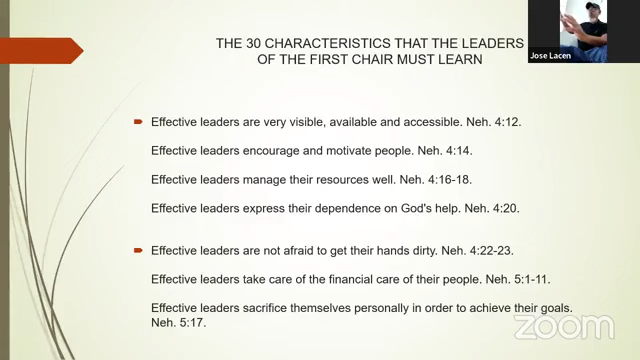 THE 30 CHARACTERISTICS THAT THE LEADERS
OF THE FIRST CHAIR MUST LEARN
Jose Lacen
Effective leaders are very visible, available and accessible. Neh. 4:12.
Effective leaders encourage and motivate people. Neh. 4:14.
Effective leaders manage their resources well. Neh. 4:16-18.
Effective leaders express their dependence on God's help. Neh. 4:20.
Effective leaders are not afraid to get their hands dirty. Neh. 4:22-23.
Effective leaders take care of the financial care of their people. Neh. 5:1-11.
Effective leaders sacrifice themselves personally in order to achieve their goals.
Neh. 5:17.
zoom